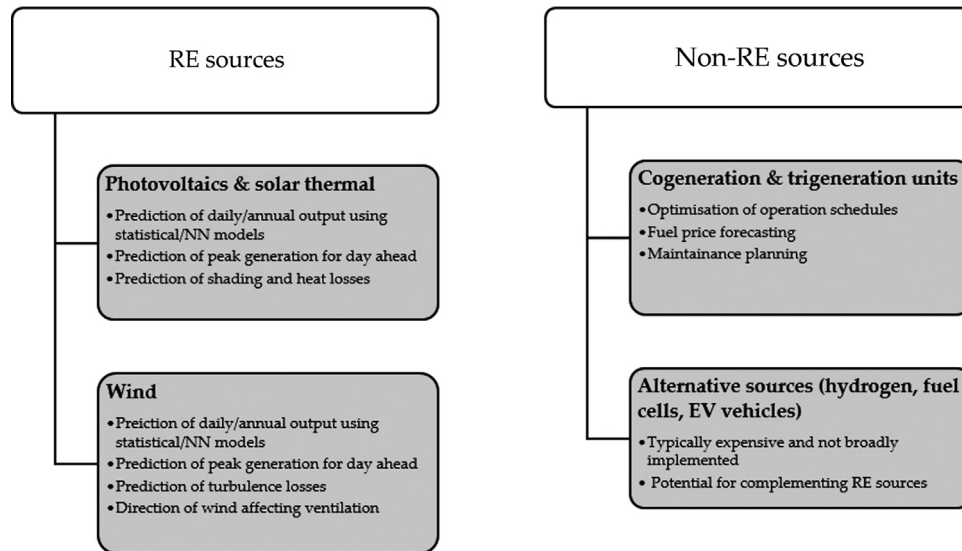 RE sources
Photovoltaics & solar thermal
•Prediction of daily/annual output using
statistical/NN models
•Prediction of peak generation for day ahead
•Prediction of shading and heat losses
Wind
•Preiction of daily/annual output using
statistical/NN models
•Prediction of peak generation for day ahead
•Prediction of turbulence losses
•Direction of wind affecting ventilation
Non-RE sources
Cogeneration & trigeneration units
•Optimisation of operation schedules
•Fuel price forecasting
•Maintainance planning
Alternative sources (hydrogen, fuel
cells, EV vehicles)
•Typically expensive and not broadly
implemented
• Potential for complementing RE sources